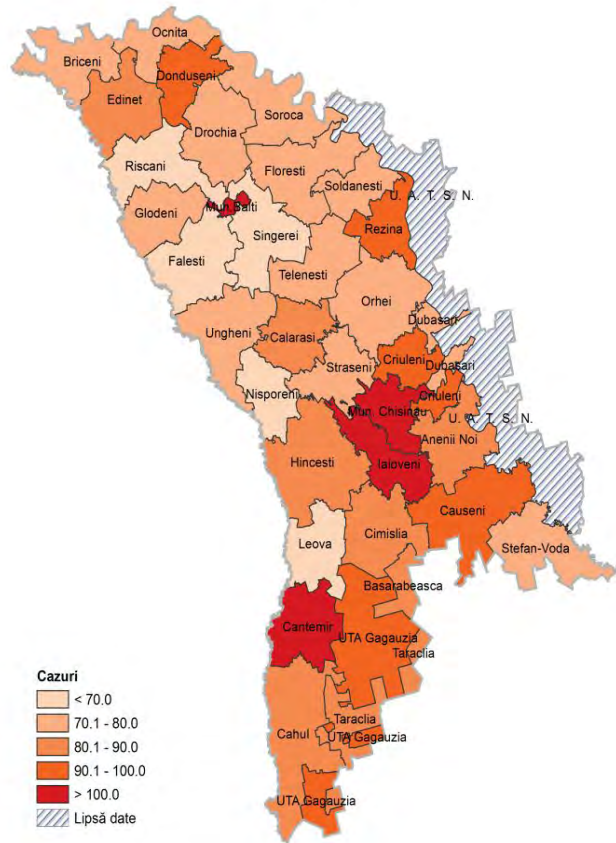 Ocnita
Briceni
Donduseni
Edinet
Soroca
Drochia
Riscani
Floresti
Soldanesti
U. A. T. S. N.
Glodeni
Mun.Balti
Rezina
Singerei
Falesti
Telenesti
Orhei
Dubasari
Ungheni
Calarasi
Criuleni
Straseni
Dubasari
Nisporeni
Mun. Chisinau
Criuleni
U. A. T. S. N.
Anenii Noi
Ialoveni
Hincesti
Causeni
Cimislia
Leova
Stefan-Voda
Basarabeasca
Cantemir
UTA Gagauzia
Taraclia
Cazuri
< 70.0
70.1 - 80.0
80.1 - 90.0
90.1 - 100.0
> 100.0
Lipsă date
Taraclia
Cahul
UTA Gagauzia
UTA Gagauzia